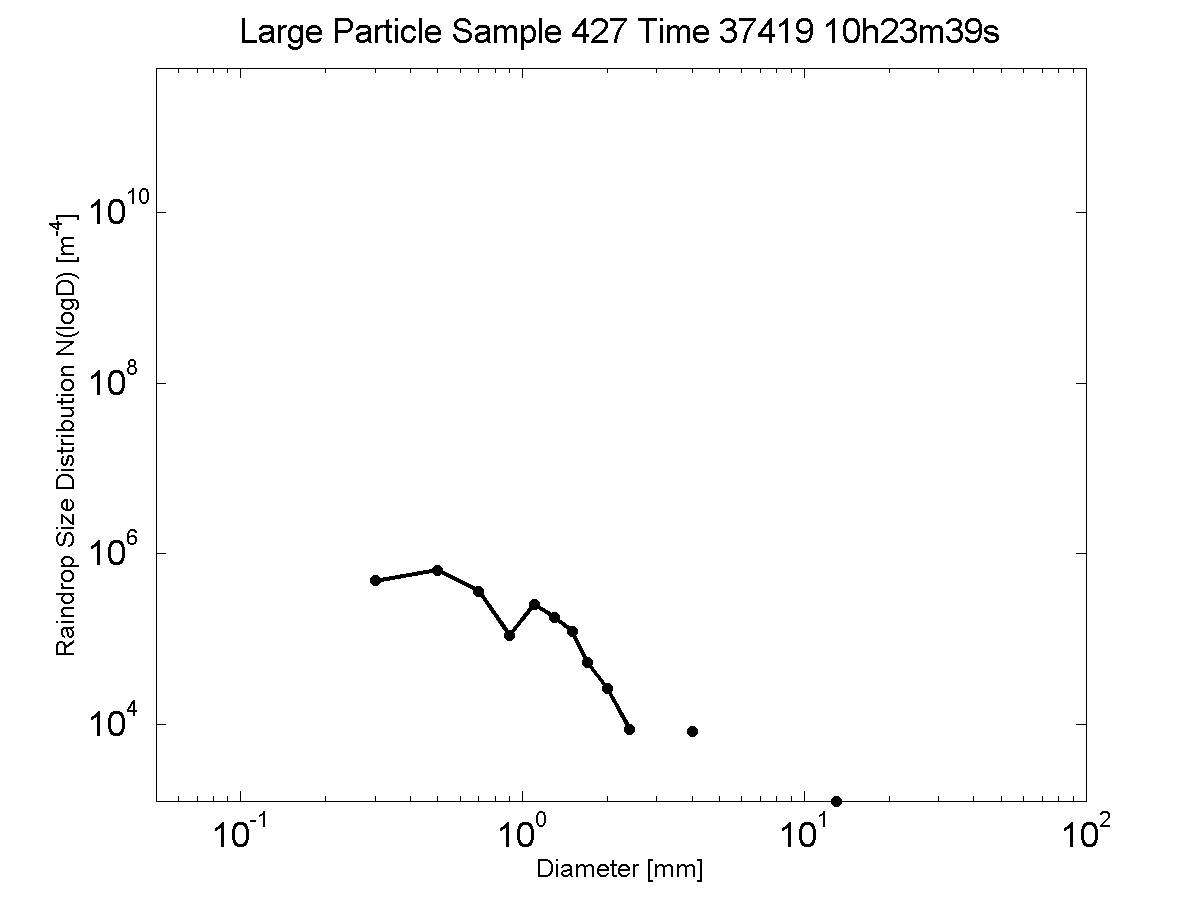 Large Particle Sample 427 Time 37419 10h23m39s
Raindrop Size Distribution N(logD) [m-4]
10^10
10^8
10^6
10^4
10^-1
10^0
10^1
10^2
Diameter [mm]